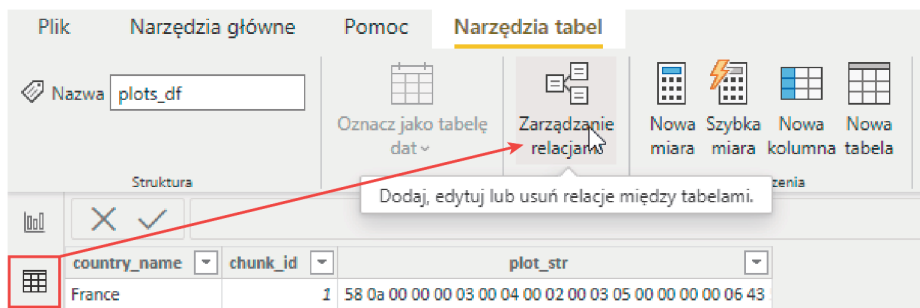 Plik Narzędzia główne Pomoc Narzędzia tabel
Nazwa plots_df
Oznacz jako tabelę
dat
Zarządzanie
relacjami
Nowa
miara
Szybka
miara
Nowa
kolumna
Nowa
tabela
Struktura
Dodaj, edytuj lub usuń relacje między tabelami.
country_name chunk_id plot_str
France 1 58 0a 00 00 00 03 00 04 00 02 00 03 05 00 00 00 00 06 43